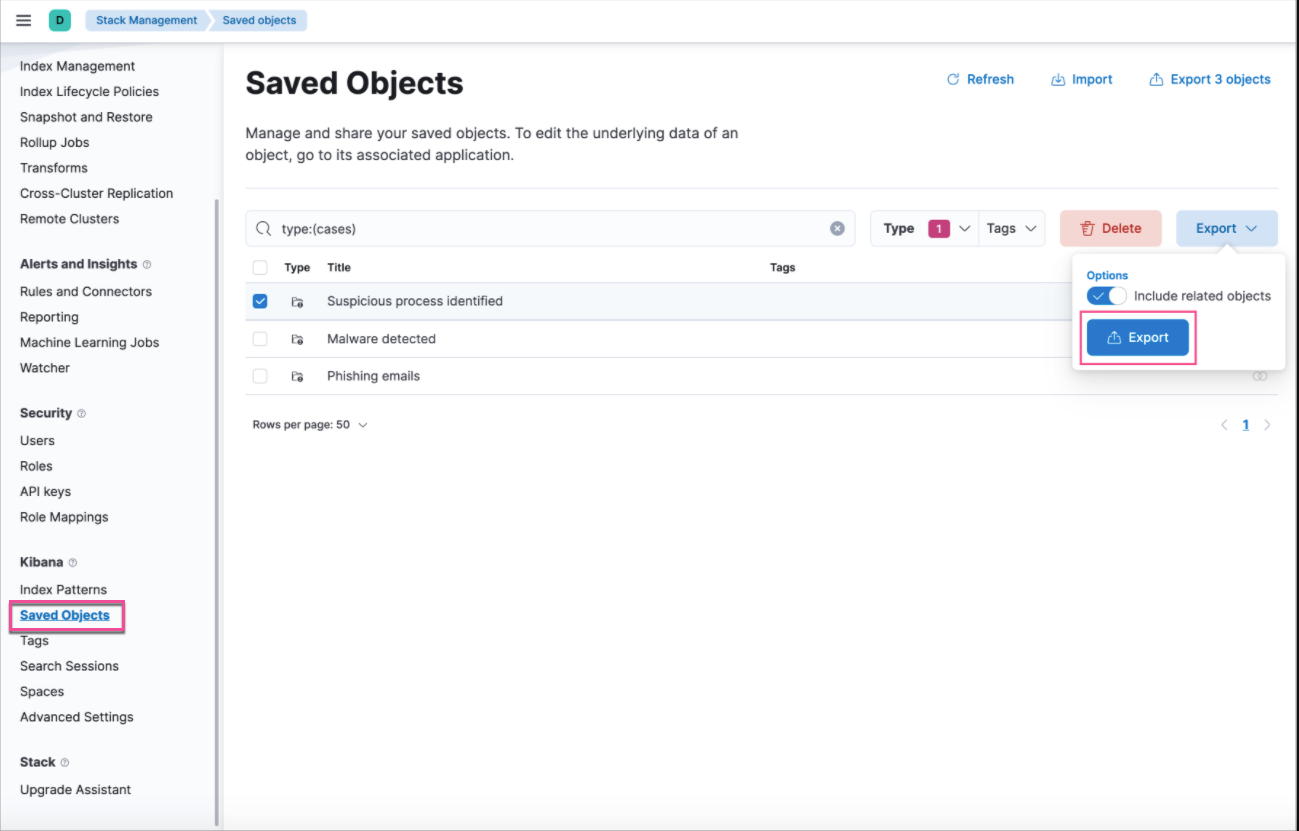 D Stack Management Saved objects
Index Management
Index Lifecycle Policies
Snapshot and Restore
Rollup Jobs
Transforms
Cross-Cluster Replication
Remote Clusters
Alerts and Insights
Rules and Connectors
Reporting
Machine Learning Jobs
Watcher
Security
Users
Roles
API keys
Role Mappings
Kibana
Index Patterns
Saved Objects
Tags
Search Sessions
Spaces
Advanced Settings
Stack
Upgrade Assistant
Saved Objects
Refresh Import Export 3 objects
Manage and share your saved objects. To edit the underlying data of an
object, go to its associated application.
type:(cases) Type 1 Tags Delete Export
Type Title Tags
Suspicious process identified
Malware detected
Phishing emails
Options
Include related objects
Export
Rows per page: 50 1